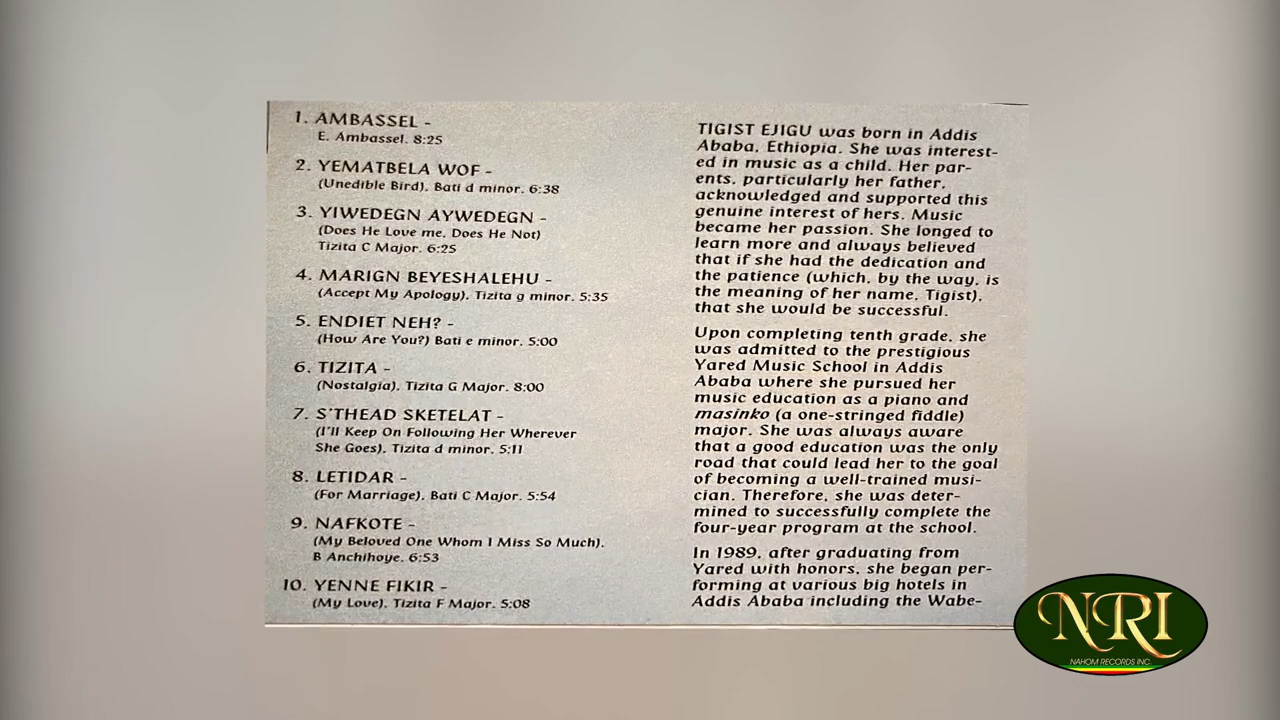 1. AMBASSEL -
E. Ambassel. 8:25
2. YEMATBELA WOF -
(Unedible Bird). Bati d minor. 6:38
3. YIWEDEGN AYWEDEGN -
(Does He Love me, Does He Not)
Tizita C Major. 6:25
4. MARIGN BEYESHALEHU -
(Accept My Apology). Tizita g minor. 5:35
5. ENDIET NEH? -
(How Are You?) Bati e minor. 5:00
6. TIZITA -
(Nostalgia). Tizita G Major. 8:00
7. S'THEAD SKETELAT -
(I'll Keep On Following Her Wherever
She Goes). Tizita d minor. 5:11
8. LETIDAR -
(For Marriage). Bati C Major. 5:54
9. NAFKOTE -
(My Beloved One Whom I Miss So Much).
B Anchihoye. 6:53
10. YENNE FIKIR -
(My Love). Tizita F Major. 5:08
TIGIST EJIGU was born in Addis
Ababa, Ethiopia. She was interest-
ed in music as a child. Her par-
ents, particularly her father,
acknowledged and supported this
genuine interest of hers. Music
became her passion. She longed to
learn more and always believed
that if she had the dedication and
the patience (which, by the way, is
the meaning of her name, Tigist),
that she would be successful.
Upon completing tenth grade, she
was admitted to the prestigious
Yared Music School in Addis
Ababa where she pursued her
music education as a piano and
masinko (a one-stringed fiddle)
major. She was always aware
that a good education was the only
road that could lead her to the goal
of becoming a well-trained musi-
cian. Therefore, she was deter-
mined to successfully complete the
four-year program at the school.
In 1989, after graduating from
Yared with honors, she began per-
forming at various big hotels in
Addis Ababa including the Wabe-
NRI
NAHOM RECORDS INC.